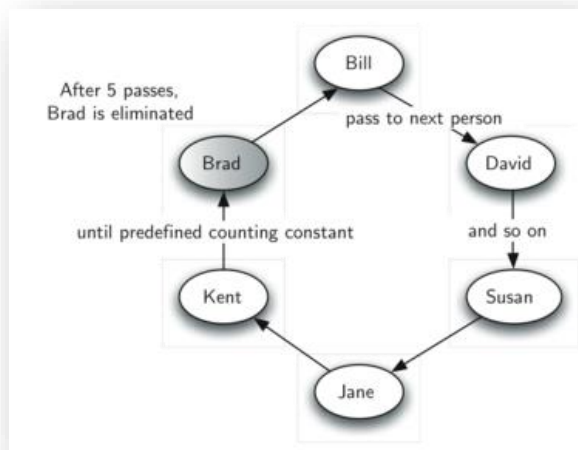 Bill
After 5 passes,
Brad is eliminated
pass to next person
Brad
David
until predefined counting constant
and so on
Kent
Susan
Jane